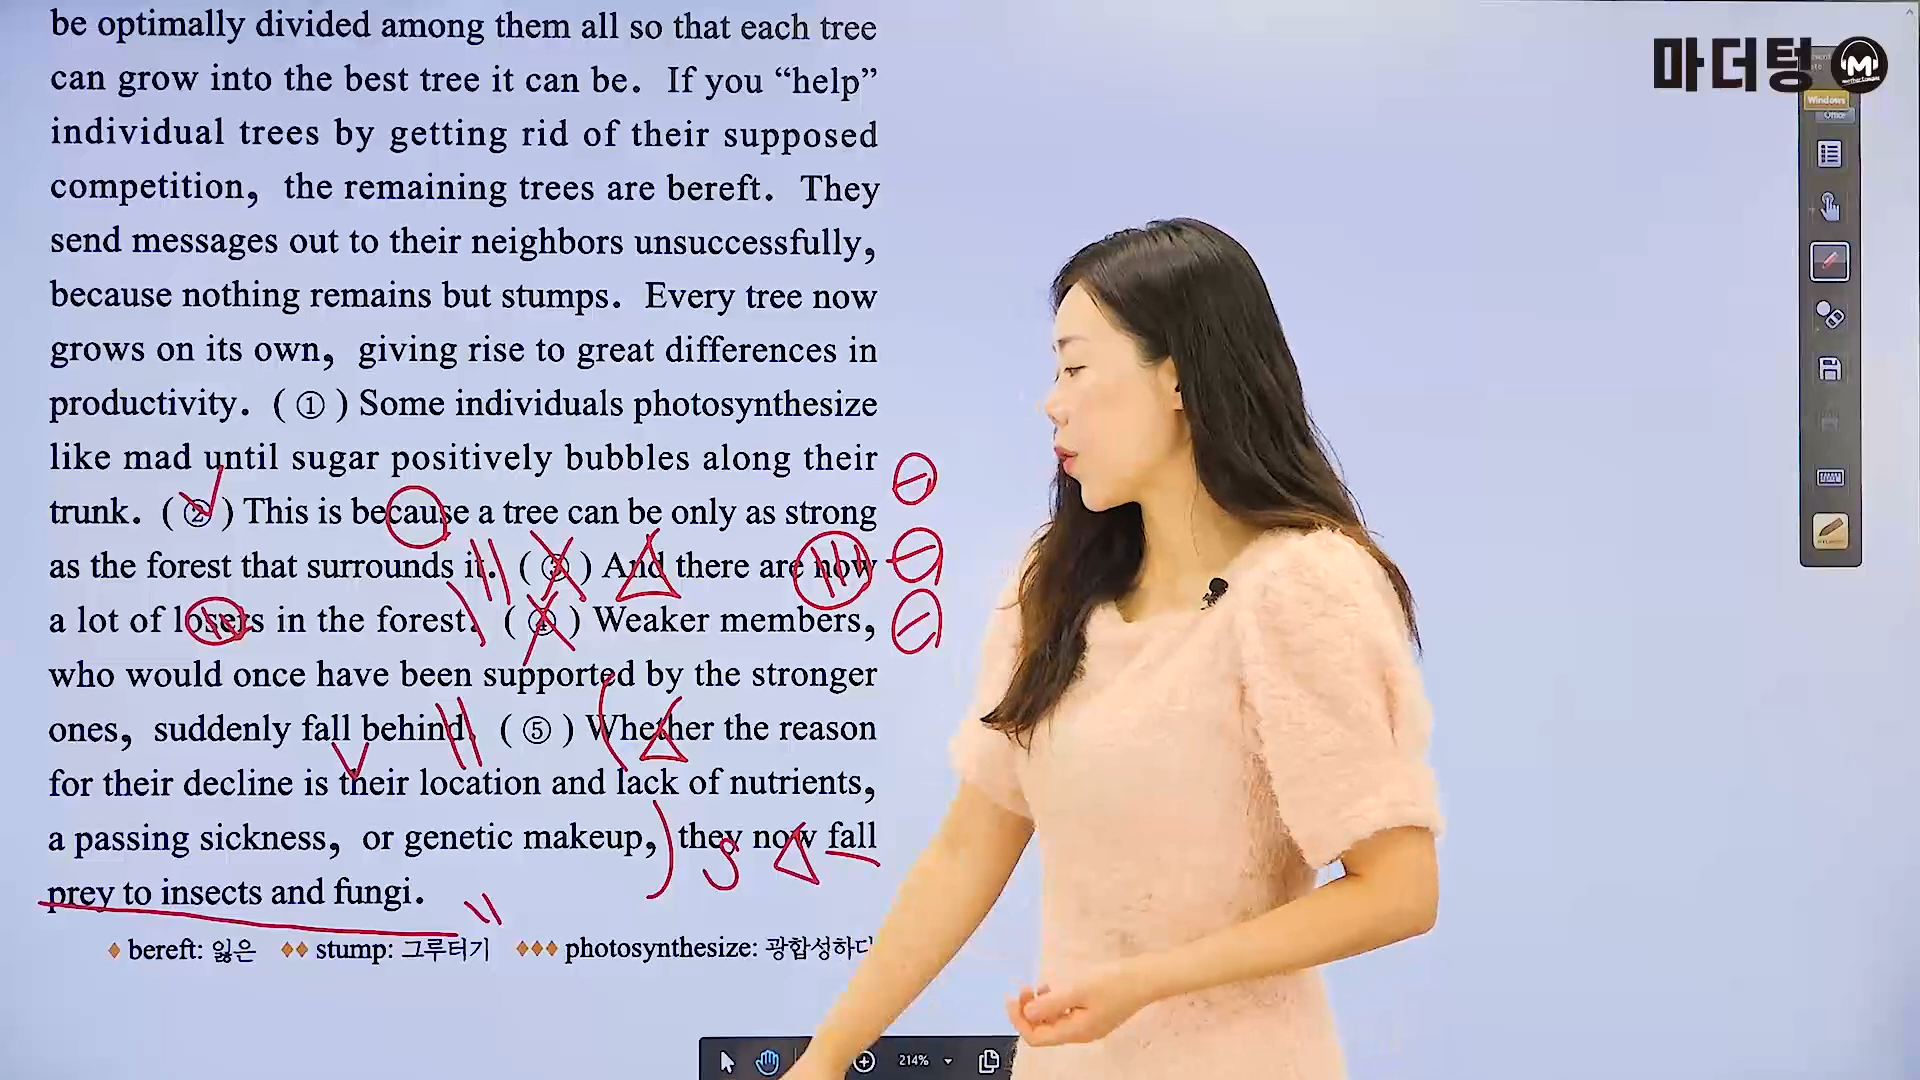 be optimally divided among them all so that each tree
can grow into the best tree it can be. If you “help”
individual trees by getting rid of their supposed
competition, the remaining trees are bereft. They
send messages out to their neighbors unsuccessfully,
because nothing remains but stumps. Every tree now
grows on its own, giving rise to great differences in
productivity. ( ① ) Some individuals photosynthesize
like mad until sugar positively bubbles along their
trunk. ( ② ) This is because a tree can be only as strong
as the forest that surrounds it. ( ③ ) And there are now
a lot of losers in the forest. ( ④ ) Weaker members,
who would once have been supported by the stronger
ones, suddenly fall behind. ( ⑤ ) Whether the reason
for their decline is their location and lack of nutrients,
a passing sickness, or genetic makeup, they now fall
prey to insects and fungi.
♦ bereft: 잃은 ♦♦ stump: 그루터기 ♦♦♦ photosynthesize: 광합성하다
마더텅 M
Windows
Office
214%